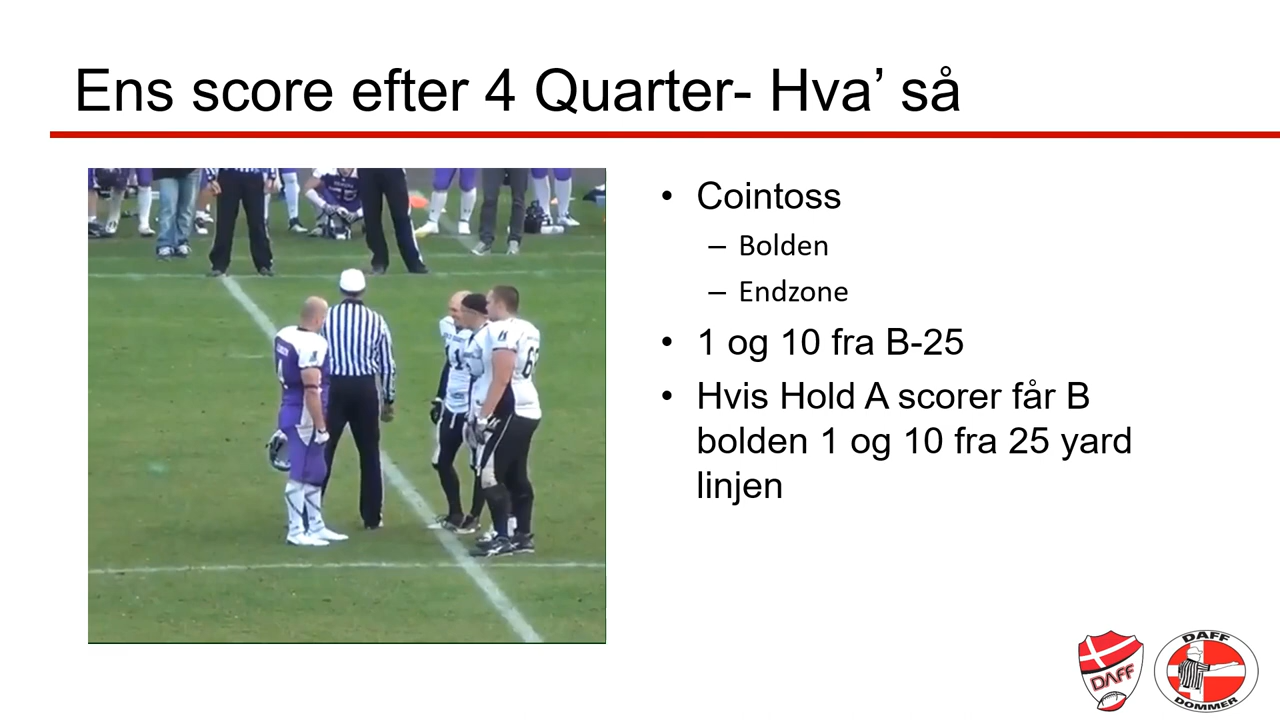 Ens score efter 4 Quarter- Hva’ så
• Cointoss
– Bolden
– Endzone
• 1 og 10 fra B-25
• Hvis Hold A scorer får B
bolden 1 og 10 fra 25 yard
linjen
DAFF
DAFF
DOMMER